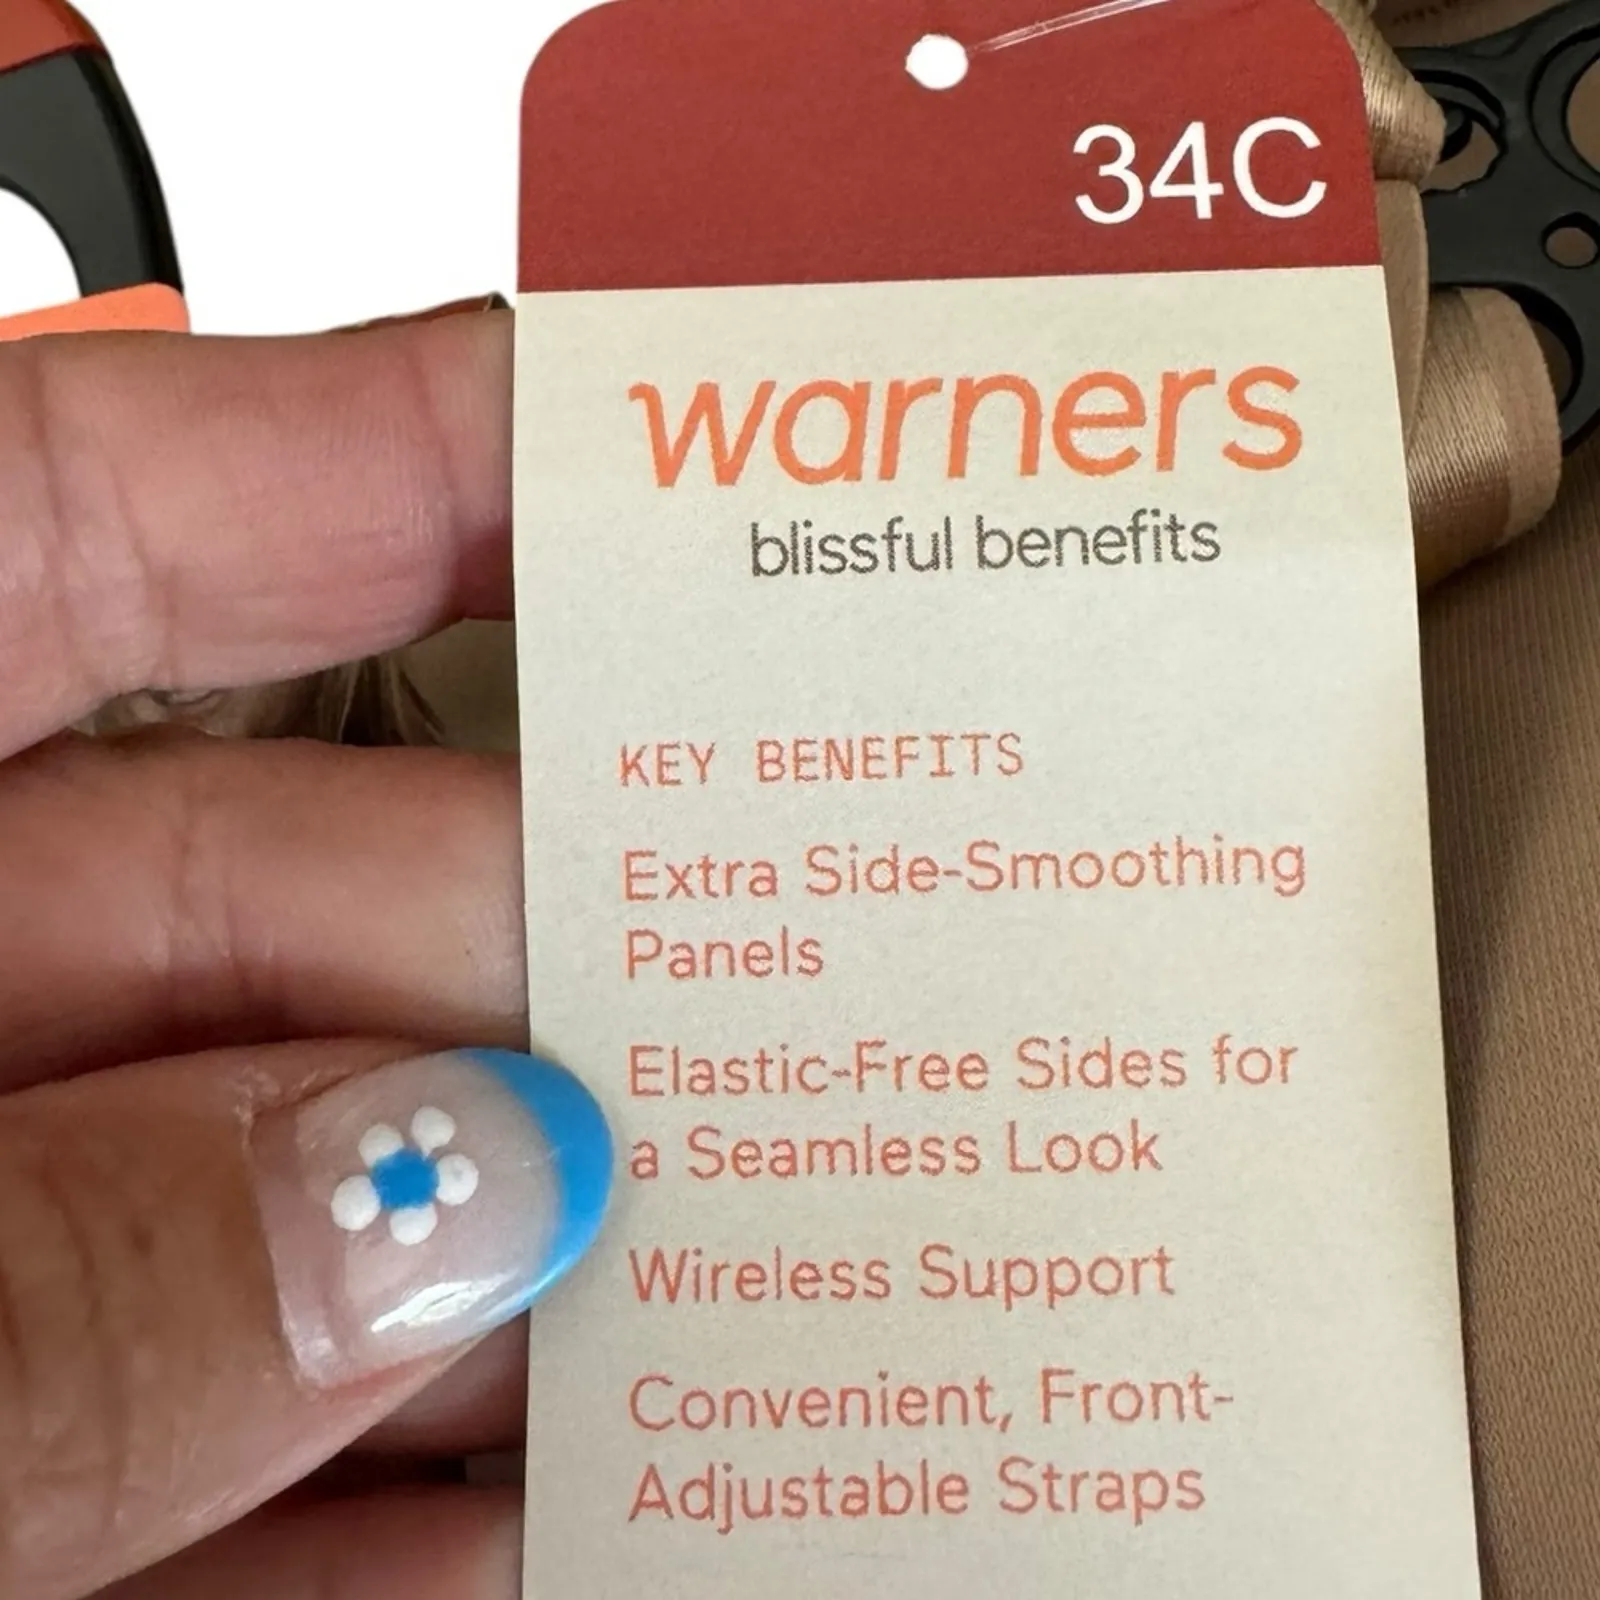 34C
warners
blissful benefits
KEY BENEFITS
Extra Side-Smoothing
Panels
Elastic-Free Sides for
a Seamless Look
Wireless Support
Convenient, Front-
Adjustable Straps